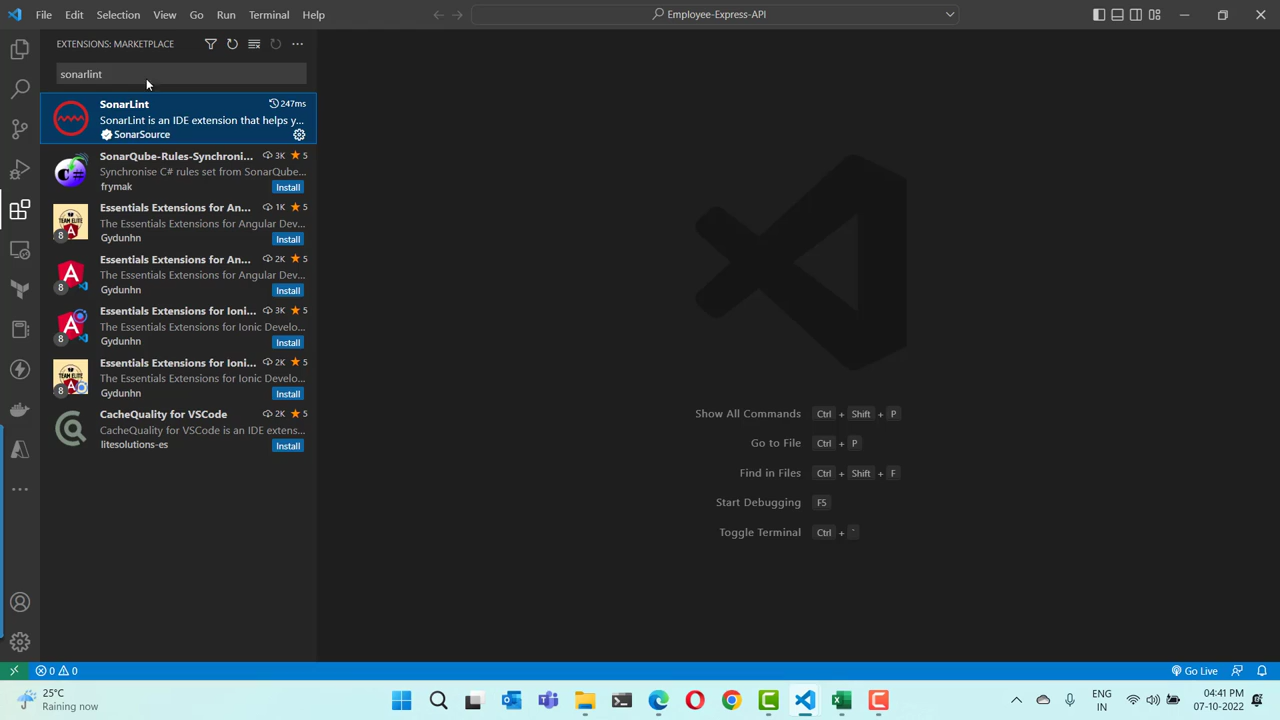 File Edit Selection View Go Run Terminal Help
Employee-Express-API
EXTENSIONS: MARKETPLACE
sonarlint
SonarLint 247ms
SonarLint is an IDE extension that helps y...
SonarSource
SonarQube-Rules-Synchroni... 3K 5
Synchronise C# rules set from SonarQube...
frymak Install
Essentials Extensions for An... 1K 5
The Essentials Extensions for Angular Dev...
8 Gydunhn Install
Essentials Extensions for An... 2K 5
The Essentials Extensions for Angular Dev...
8 Gydunhn Install
Essentials Extensions for Ioni... 3K 5
The Essentials Extensions for Ionic Develo...
8 Gydunhn Install
Essentials Extensions for Ioni... 2K 5
The Essentials Extensions for Ionic Develo...
8 Gydunhn Install
CacheQuality for VSCode 2K 5
CacheQuality for VSCode is an IDE extens...
litesolutions-es Install
Show All Commands Ctrl + Shift + P
Go to File Ctrl + P
Find in Files Ctrl + Shift + F
Start Debugging F5
Toggle Terminal Ctrl + `
0 0 Go Live
25°C
Raining now
ENG
IN
04:41 PM
07-10-2022